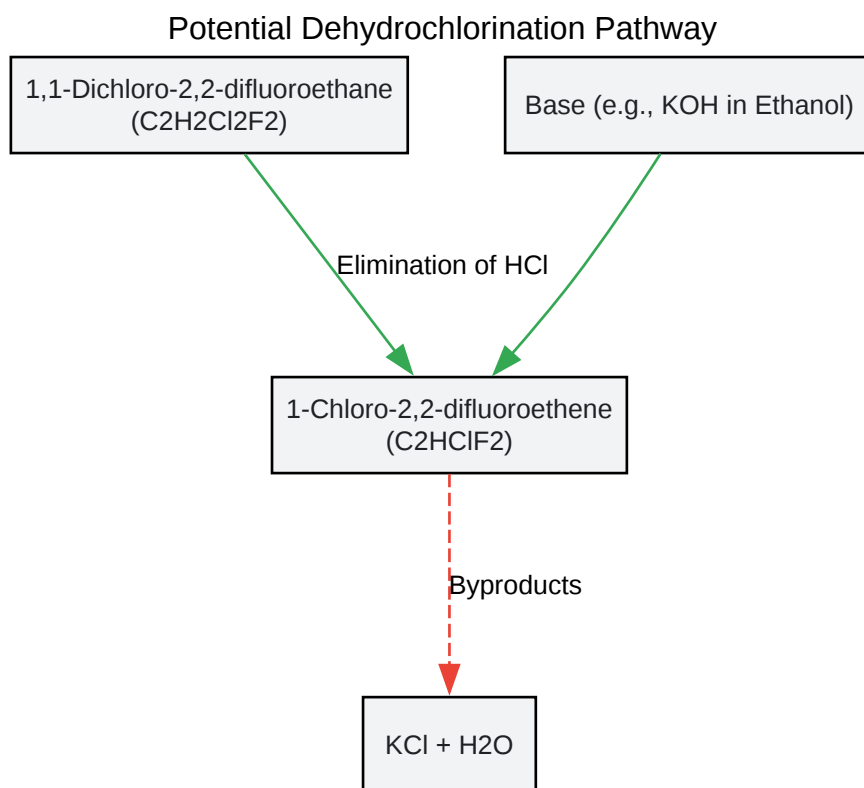 Potential Dehydrochlorination Pathway
1,1-Dichloro-2,2-difluoroethane
(C2H2Cl2F2)
Base (e.g., KOH in Ethanol)
Elimination of HCl
1-Chloro-2,2-difluoroethene
(C2HClF2)
Byproducts
KCl + H2O